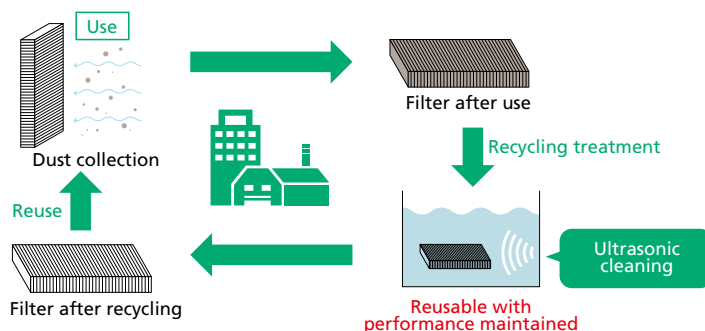 Use
Dust collection
Filter after use
Recycling treatment
Ultrasonic
cleaning
Reusable with
performance maintained
Filter after recycling
Reuse